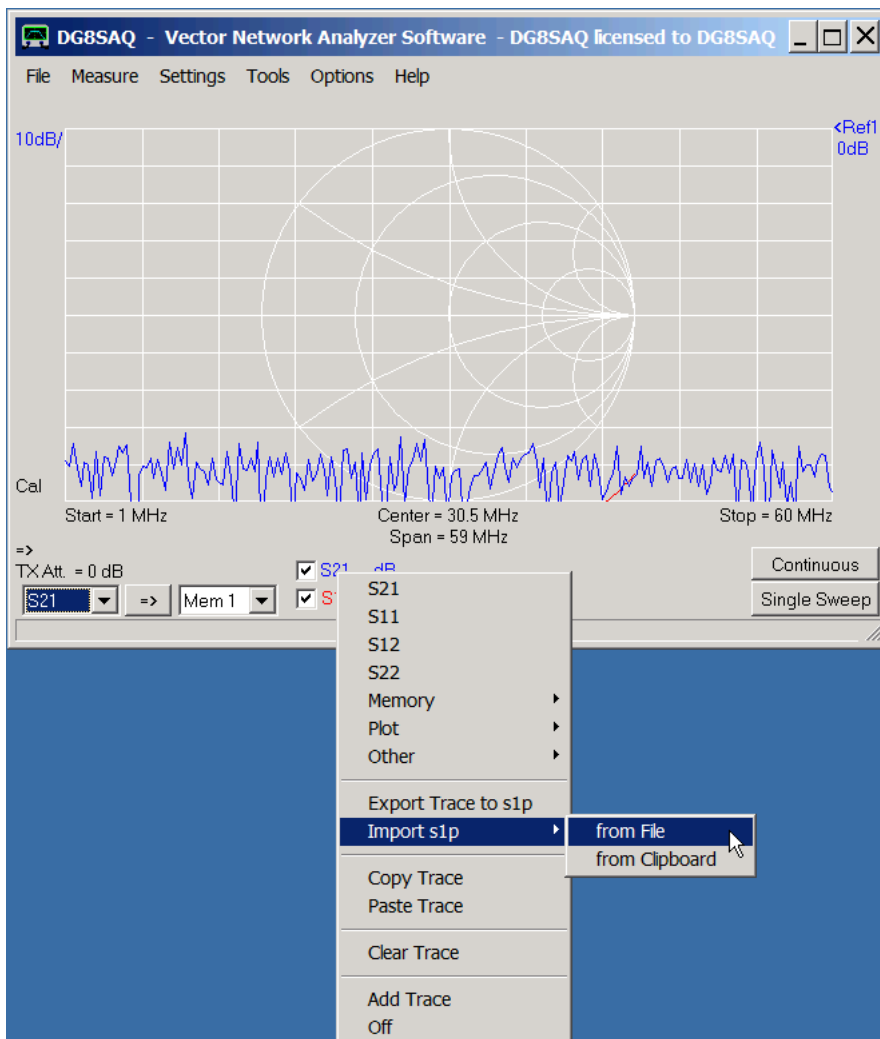 DG8SAQ - Vector Network Analyzer Software - DG8SAQ licensed to DG8SAQ
File Measure Settings Tools Options Help
10dB/
<Ref1
0dB
Cal
Start = 1 MHz Center = 30.5 MHz Stop = 60 MHz
Span = 59 MHz
=>
TX Att. = 0 dB
S21 dB
Continuous
S21 => Mem 1
Single Sweep
S21
S11
S12
S22
Memory
Plot
Other
Export Trace to s1p
Import s1p
from File
from Clipboard
Copy Trace
Paste Trace
Clear Trace
Add Trace
Off